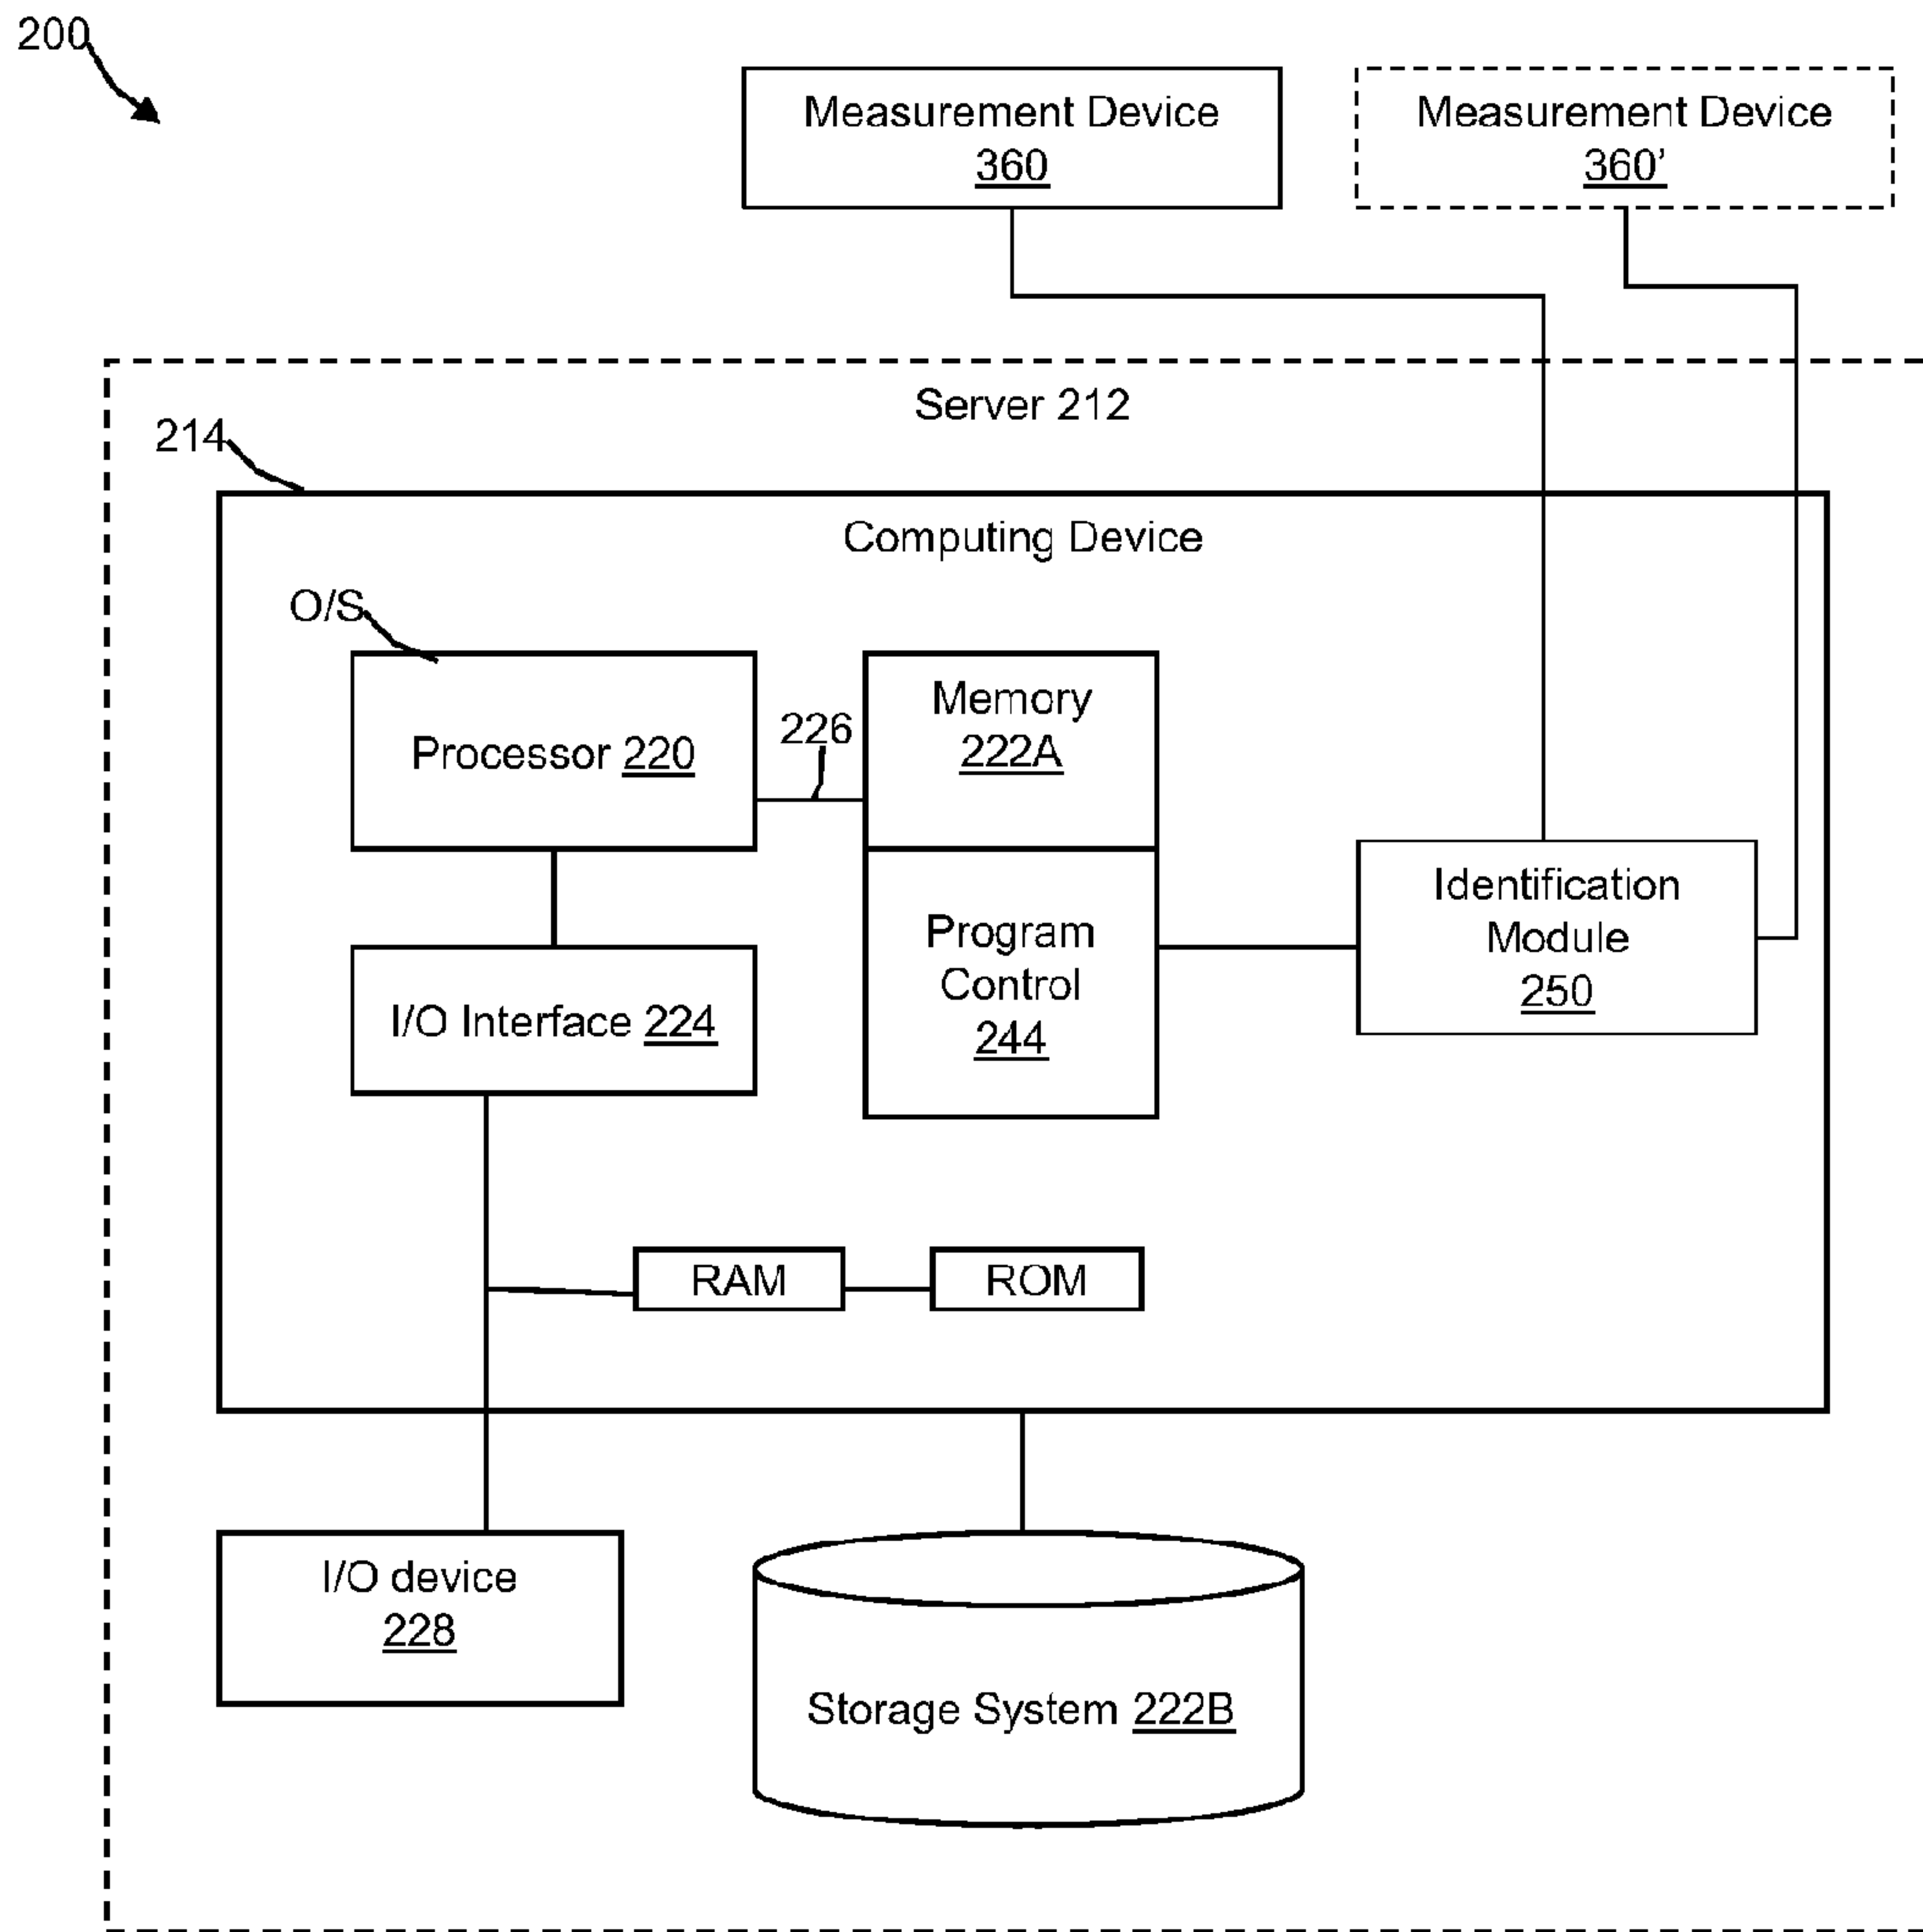 200
Measurement Device
360
Measurement Device
360’
Server 212
214
Computing Device
O/S
Processor 220
226
Memory
222A
Program
Control
244
Identification
Module
250
I/O Interface 224
RAM
ROM
I/O device
228
Storage System 222B